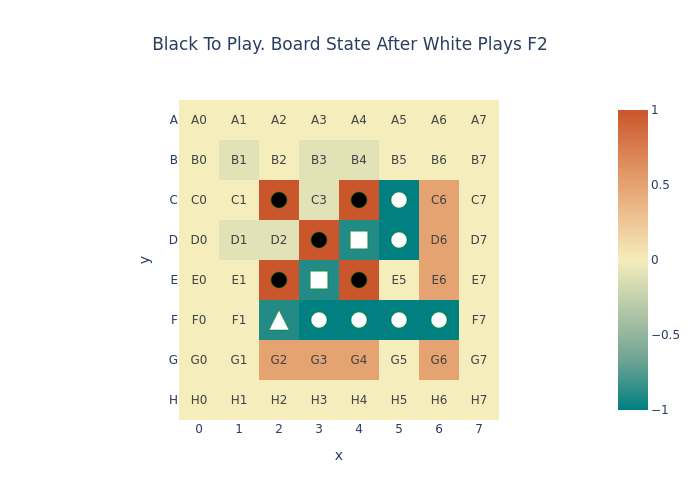 Black To Play. Board State After White Plays F2
A A0 A1 A2 A3 A4 A5 A6 A7
B B0 B1 B2 B3 B4 B5 B6 B7
C C0 C1 C3 C6 C7
D D0 D1 D2 D6 D7
E E0 E1 E5 E6 E7
F F0 F1 F7
G G0 G1 G2 G3 G4 G5 G6 G7
H H0 H1 H2 H3 H4 H5 H6 H7
0 1 2 3 4 5 6 7
x
y
1
0.5
0
−0.5
−1